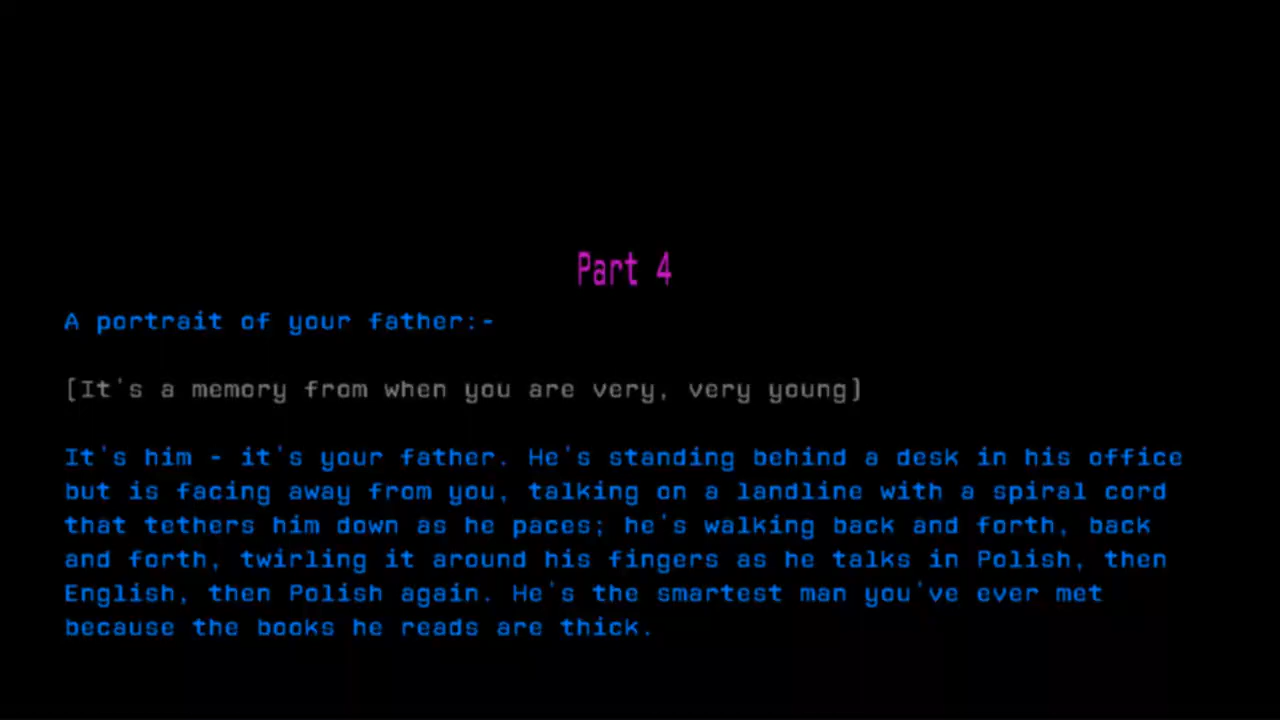 Part 4
A portrait of your father:-
[It's a memory from when you are very, very young]
It's him - it's your father. He's standing behind a desk in his office
but is facing away from you, talking on a landline with a spiral cord
that tethers him down as he paces; he's walking back and forth, back
and forth, twirling it around his fingers as he talks in Polish, then
English, then Polish again. He's the smartest man you've ever met
because the books he reads are thick.